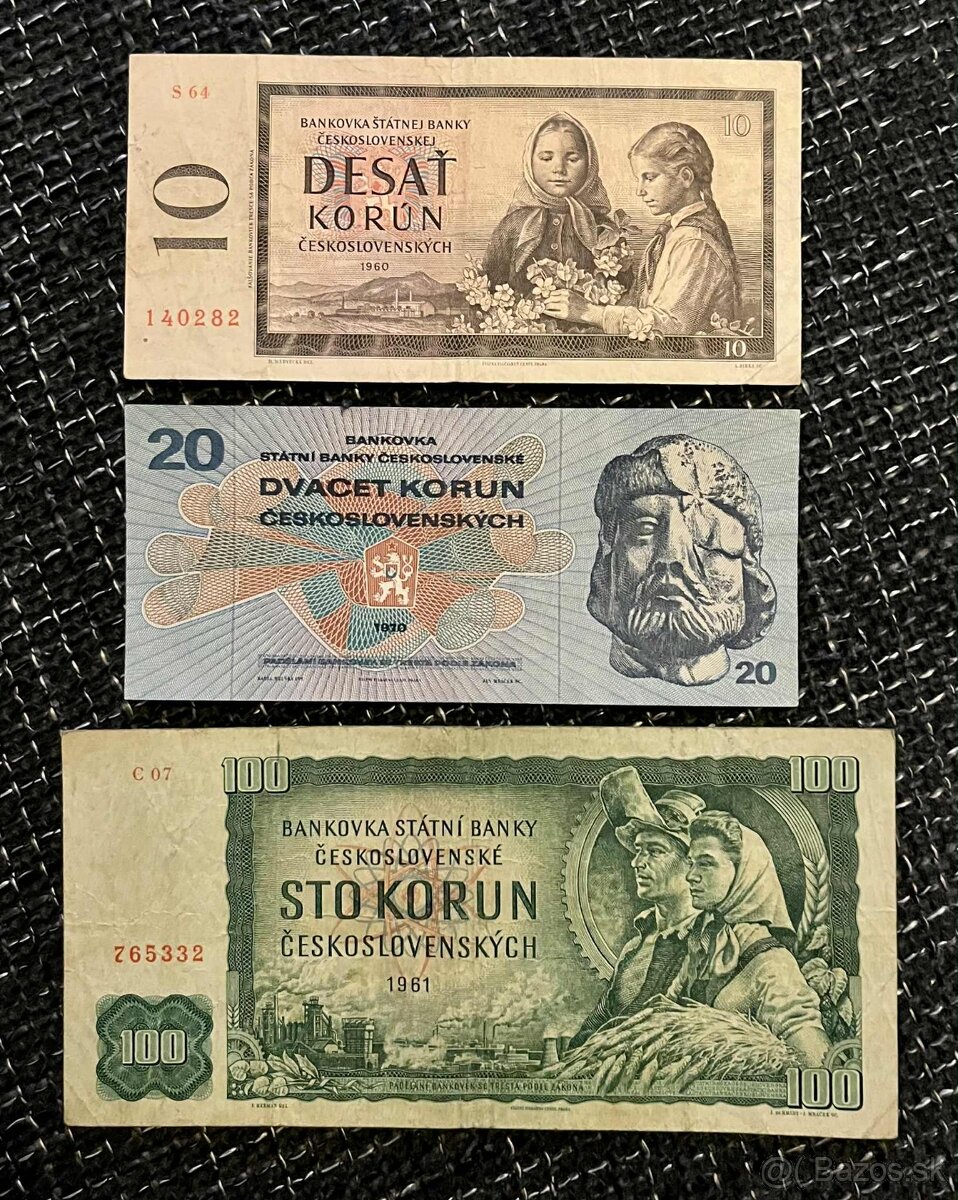 S 64
10
BANKOVKA ŠTÁTNEJ BANKY
ČESKOSLOVENSKEJ
DESAŤ
KORÚN
ČESKOSLOVENSKÝCH
1960
10
140282
10
20
BANKOVKA
STÁTNÍ BANKY ČESKOSLOVENSKÉ
DVACET KORUN
ČESKOSLOVENSKÝCH
1970
PADĚLÁNÍ BANKOVEK SE TRESTÁ PODLE ZÁKONA
20
C 07
100
100
BANKOVKA STÁTNÍ BANKY
ČESKOSLOVENSKÉ
STO KORUN
ČESKOSLOVENSKÝCH
1961
765332
100
PADĚLÁNÍ BANKOVEK SE TRESTÁ PODLE ZÁKONA
100
Bazos.sk